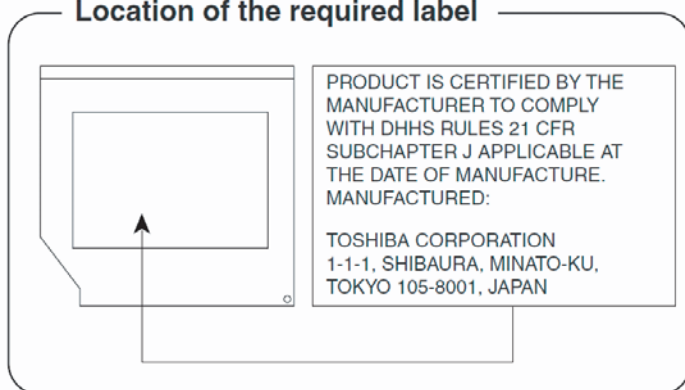 Location of the required label
PRODUCT IS CERTIFIED BY THE
MANUFACTURER TO COMPLY
WITH DHHS RULES 21 CFR
SUBCHAPTER J APPLICABLE AT
THE DATE OF MANUFACTURE.
MANUFACTURED:
TOSHIBA CORPORATION
1-1-1, SHIBAURA, MINATO-KU,
TOKYO 105-8001, JAPAN